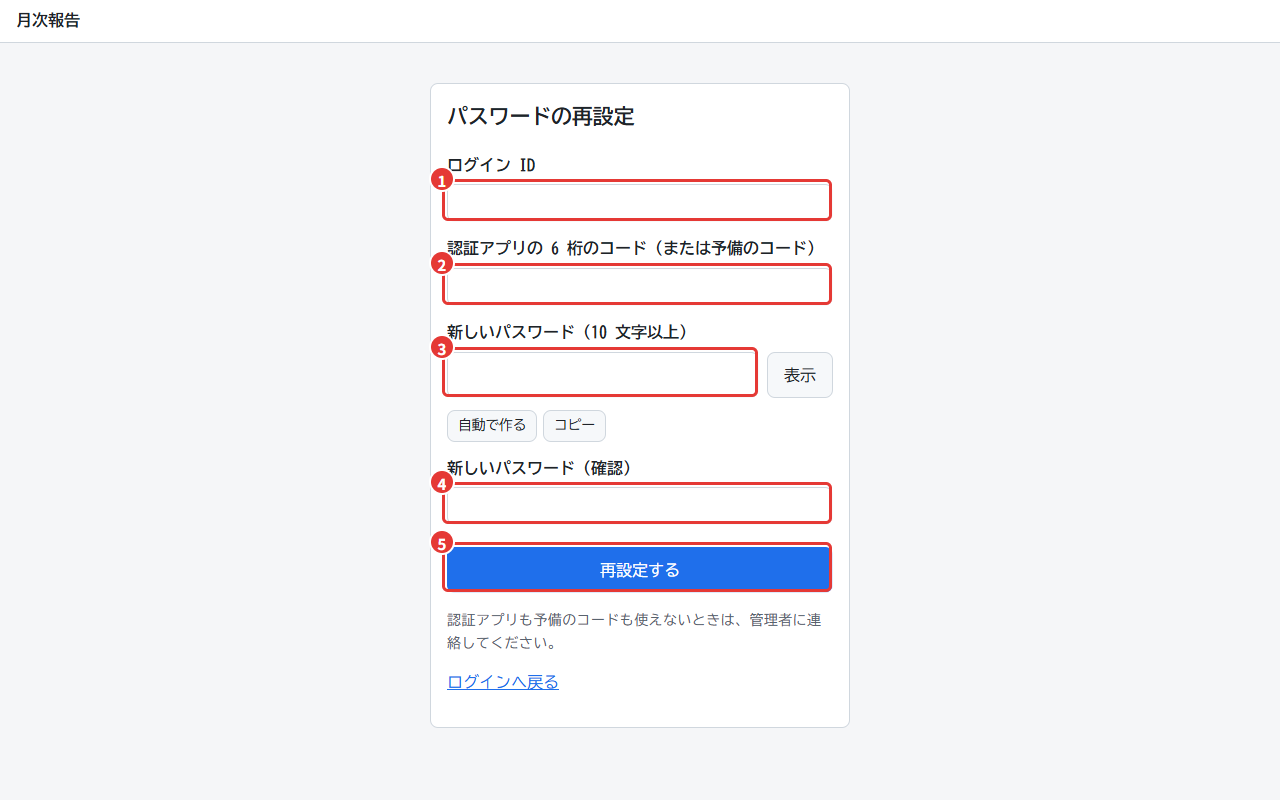 月次報告
パスワードの再設定
ログイン ID
1
認証アプリの 6 桁のコード（または予備のコード）
2
新しいパスワード（10 文字以上）
3
表示
自動で作る コピー
新しいパスワード（確認）
4
5
再設定する
認証アプリも予備のコードも使えないときは、管理者に連
絡してください。
ログインへ戻る